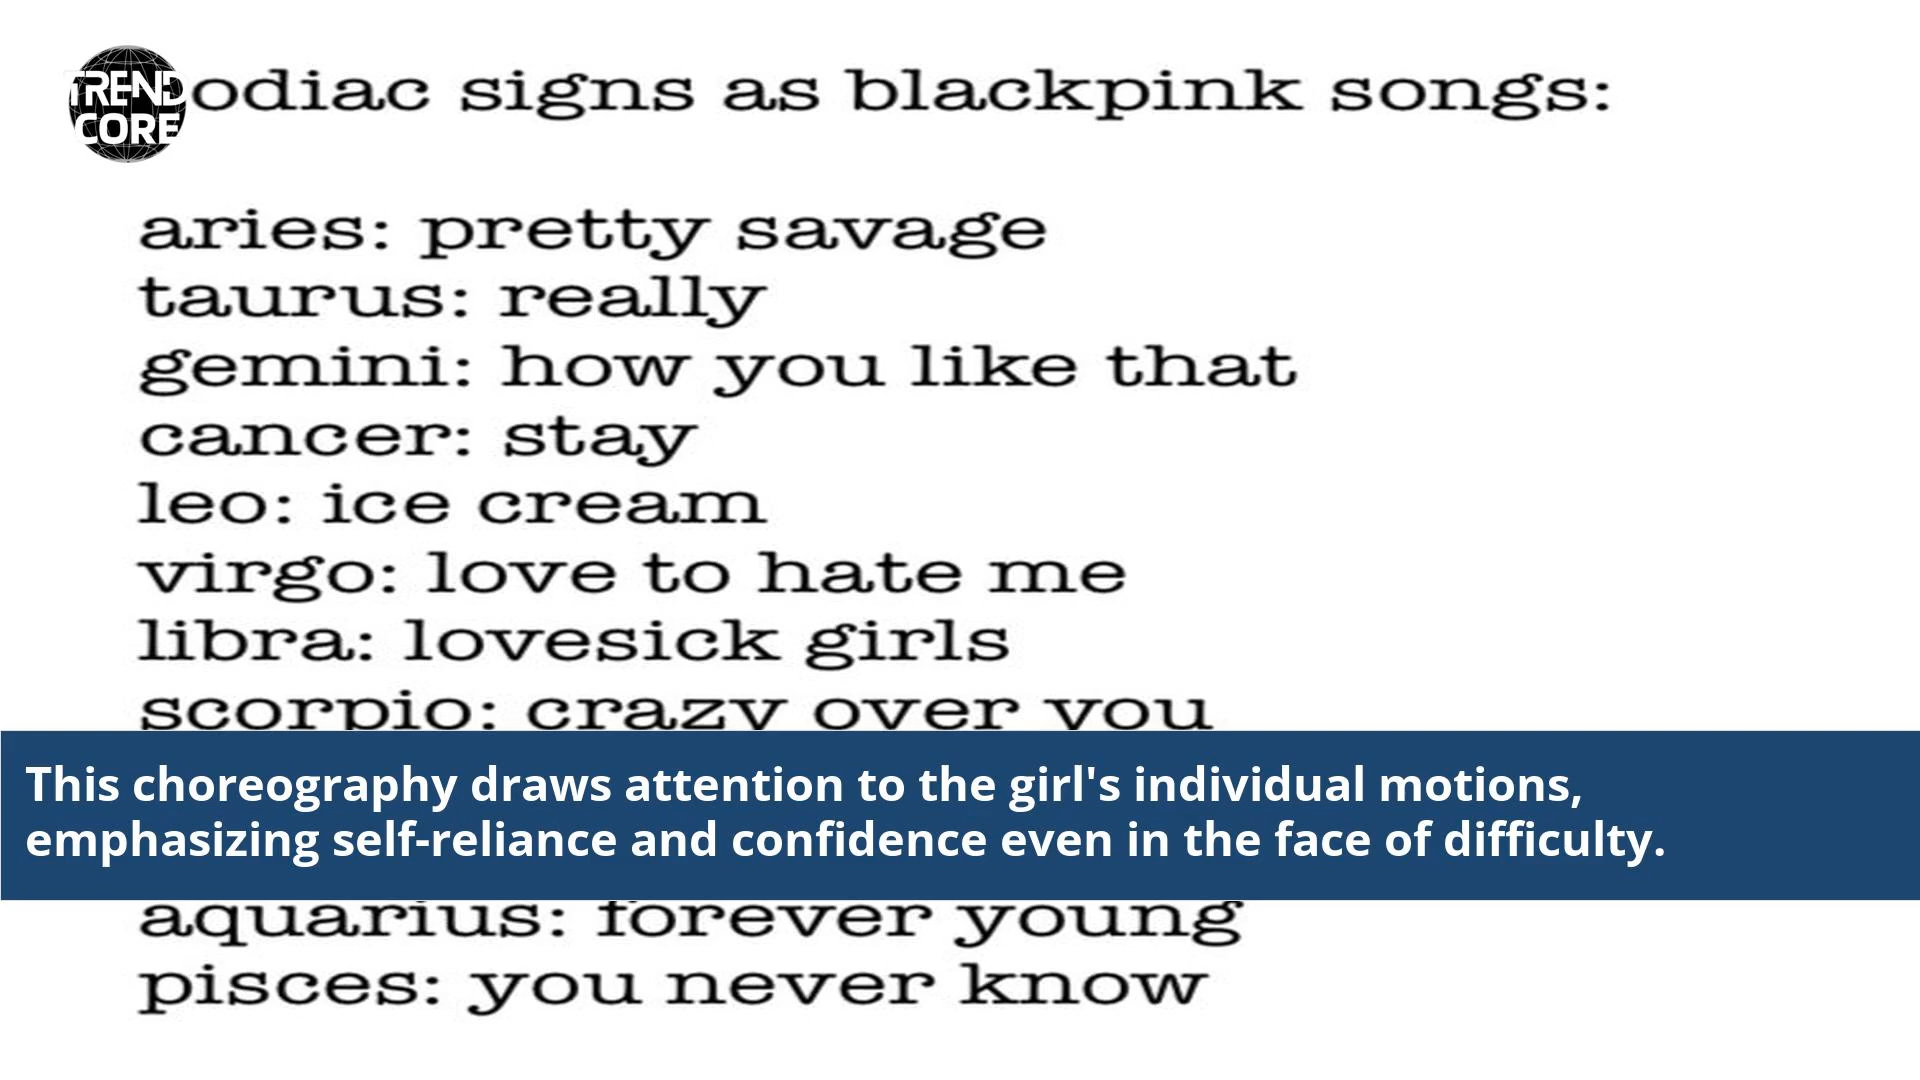 TREND
CORE
odiac signs as blackpink songs:
aries: pretty savage
taurus: really
gemini: how you like that
cancer: stay
leo: ice cream
virgo: love to hate me
libra: lovesick girls
scorpio: crazy over you
This choreography draws attention to the girl's individual motions,
emphasizing self-reliance and confidence even in the face of difficulty.
aquarius: forever young
pisces: you never know